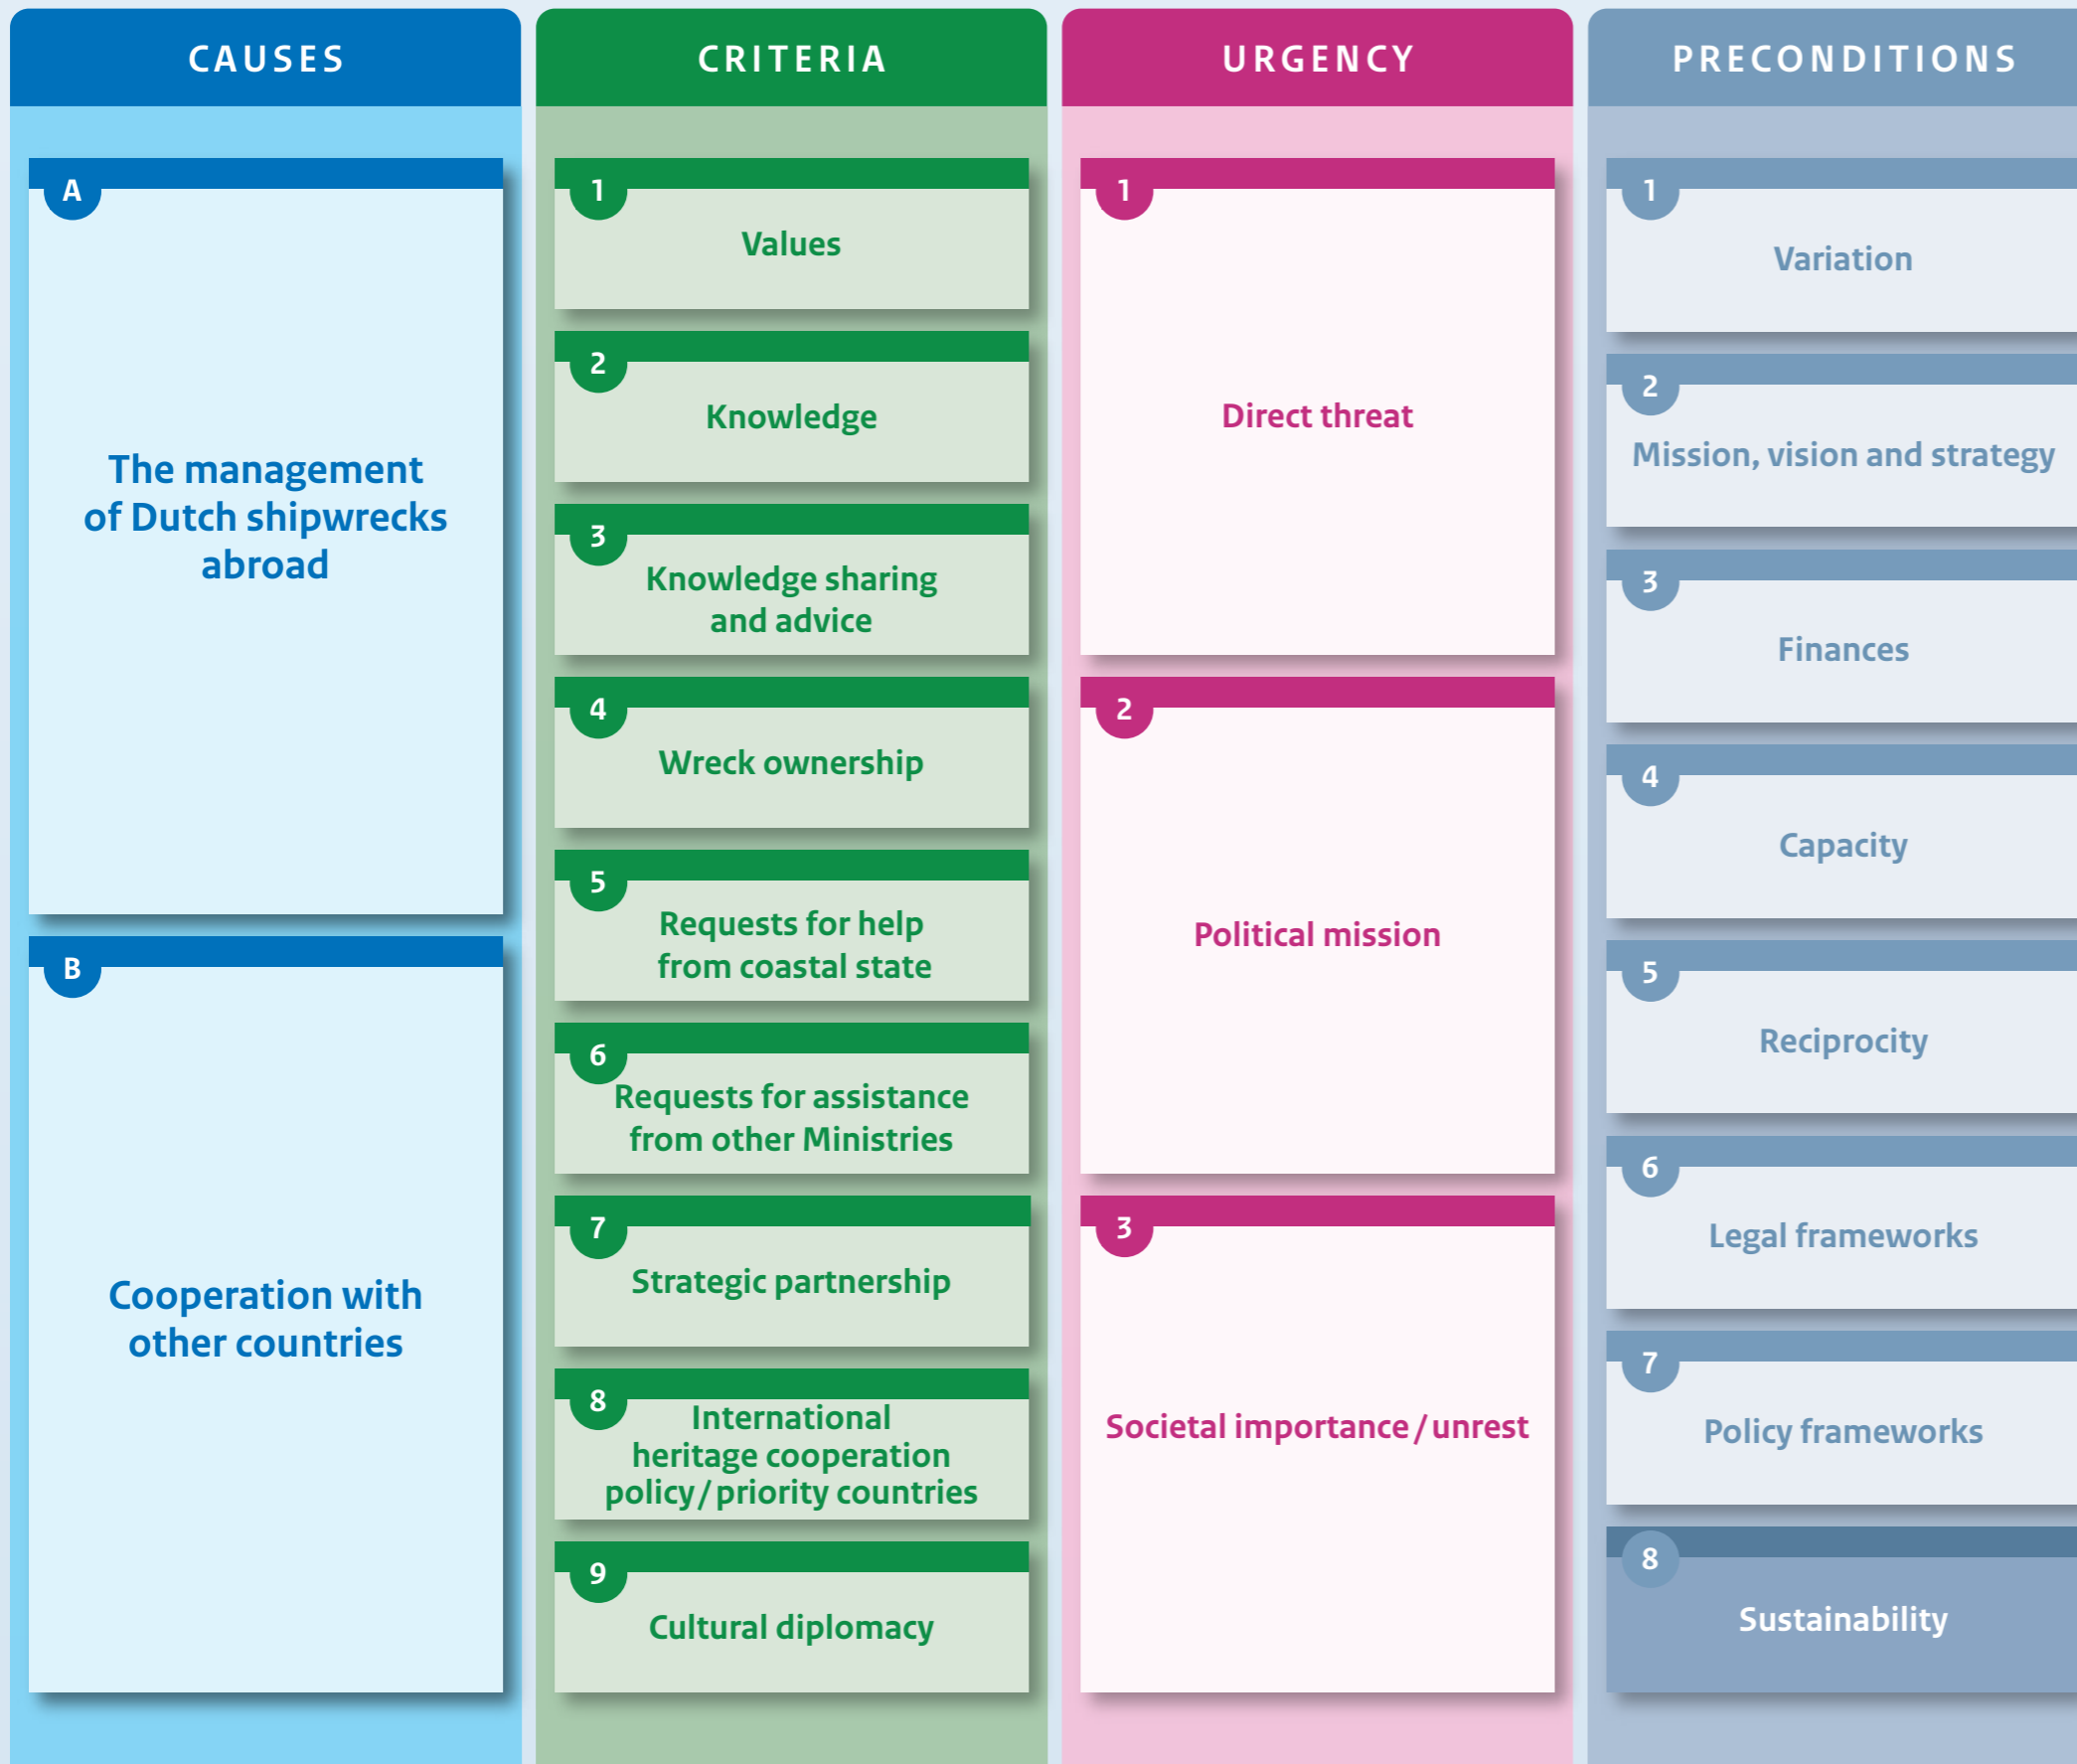 CAUSES
A
The management
of Dutch shipwrecks
abroad
B
Cooperation with
other countries
CRITERIA
1
Values
2
Knowledge
3
Knowledge sharing
and advice
4
Wreck ownership
5
Requests for help
from coastal state
6
Requests for assistance
from other Ministries
7
Strategic partnership
8
International
heritage cooperation
policy / priority countries
9
Cultural diplomacy
URGENCY
1
Direct threat
2
Political mission
3
Societal importance / unrest
PRECONDITIONS
1
Variation
2
Mission, vision and strategy
3
Finances
4
Capacity
5
Reciprocity
6
Legal frameworks
7
Policy frameworks
8
Sustainability